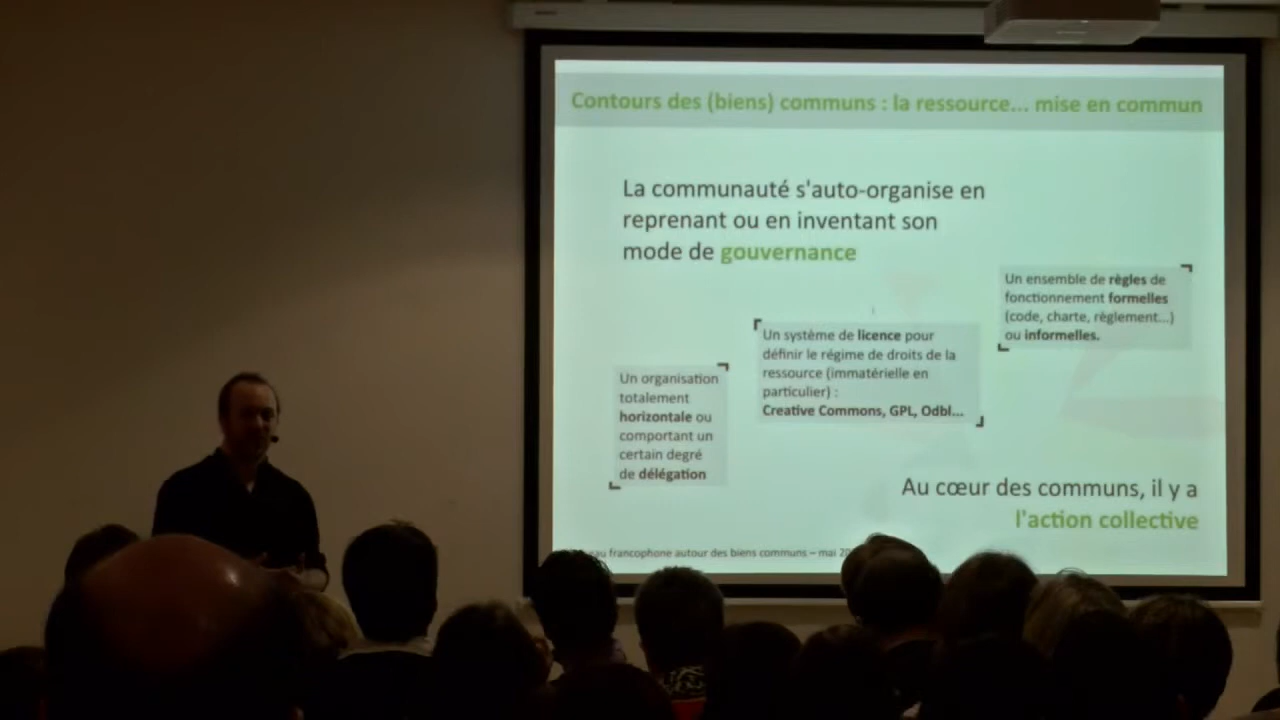 Contours des (biens) communs : la ressource... mise en commun
La communauté s'auto-organise en
reprenant ou en inventant son
mode de gouvernance
Un ensemble de règles de
fonctionnement formelles
(code, charte, règlement...)
ou informelles.
Un système de licence pour
définir le régime de droits de la
ressource (immatérielle en
particulier) :
Creative Commons, GPL, Odbl...
Un organisation
totalement
horizontale ou
comportant un
certain degré
de délégation
Au cœur des communs, il y a
l'action collective
francophone autour des biens communs – mai